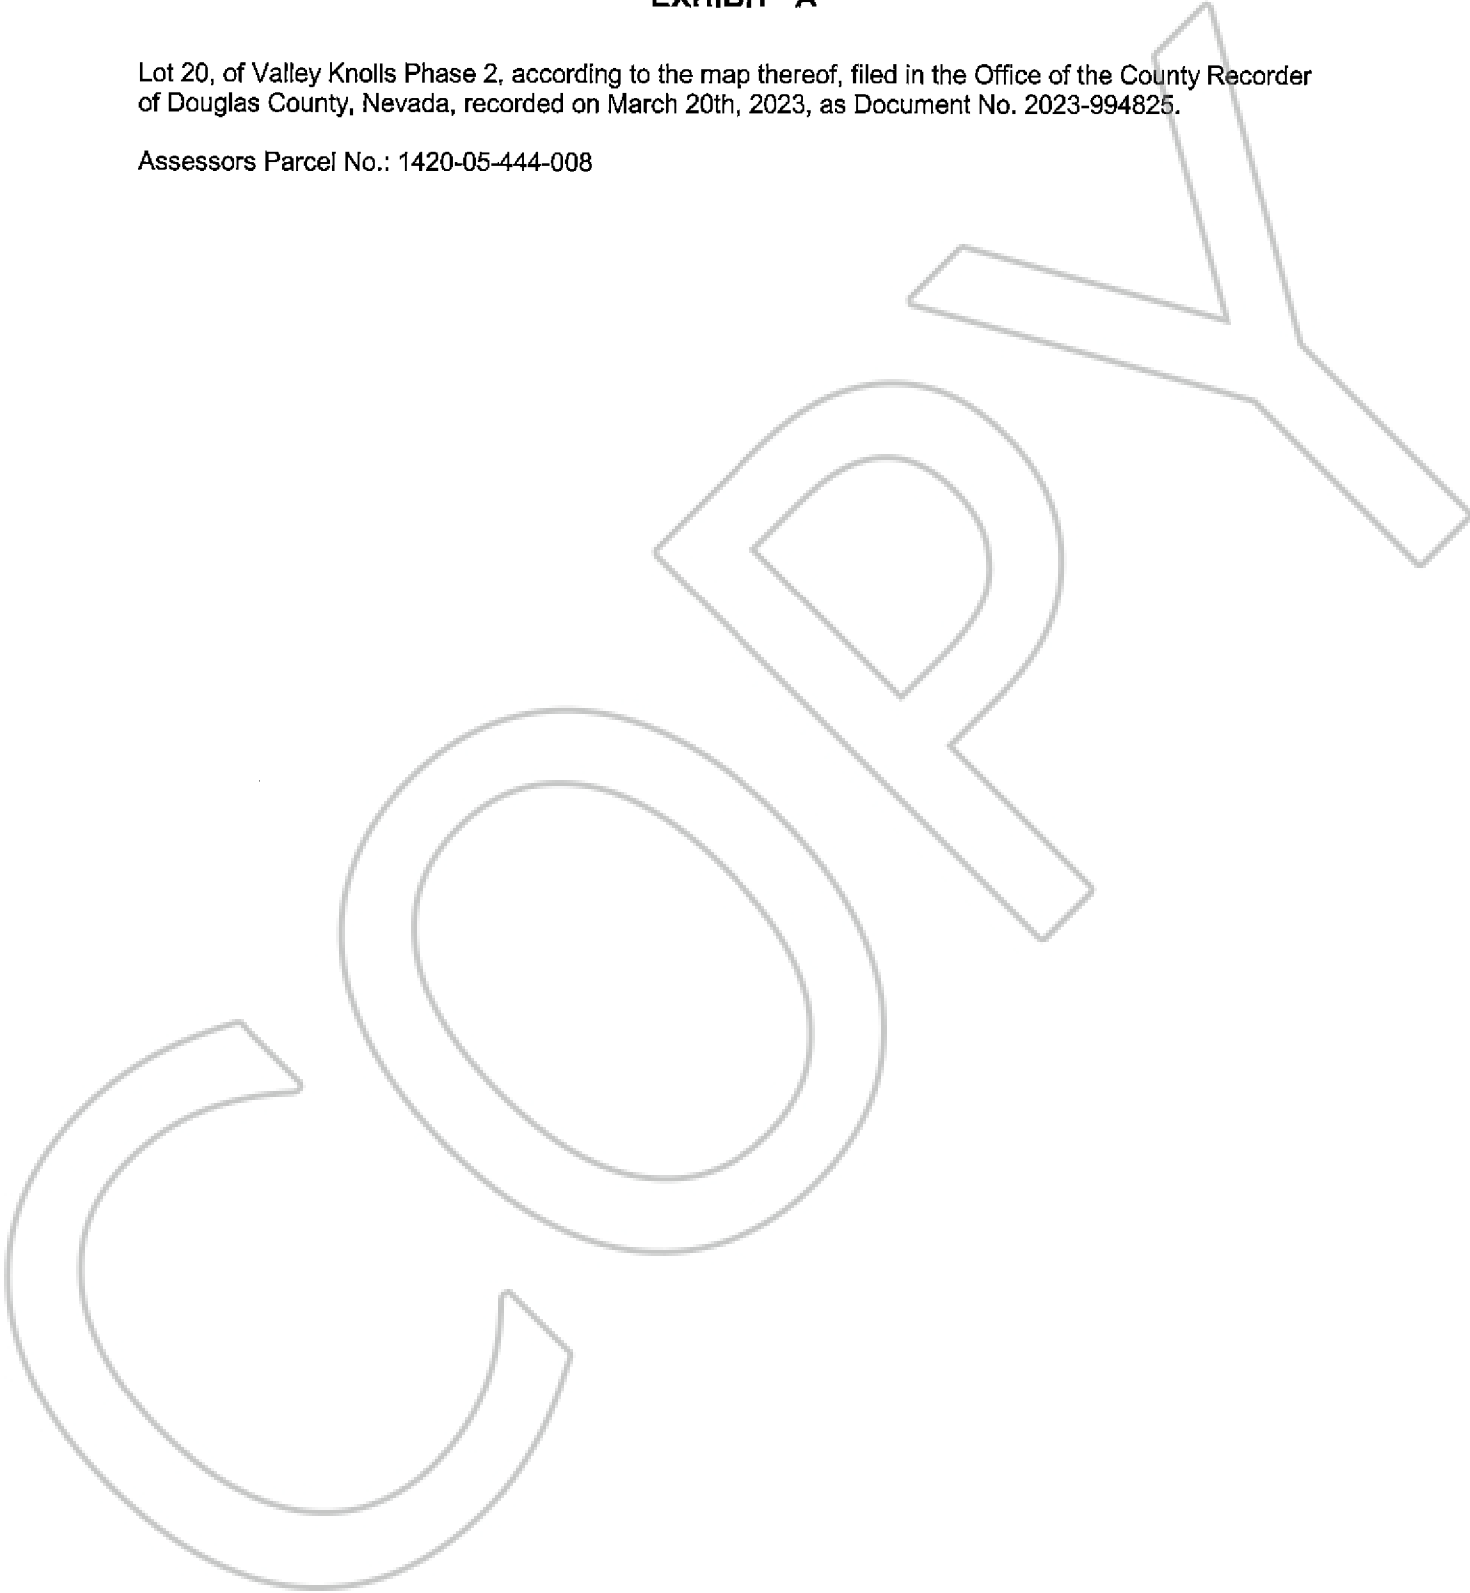 EXHIBIT "A"
Lot 20, of Valley Knolls Phase 2, according to the map thereof, filed in the Office of the County Recorder
of Douglas County, Nevada, recorded on March 20th, 2023, as Document No. 2023-994825.
Assessors Parcel No.: 1420-05-444-008
COPY